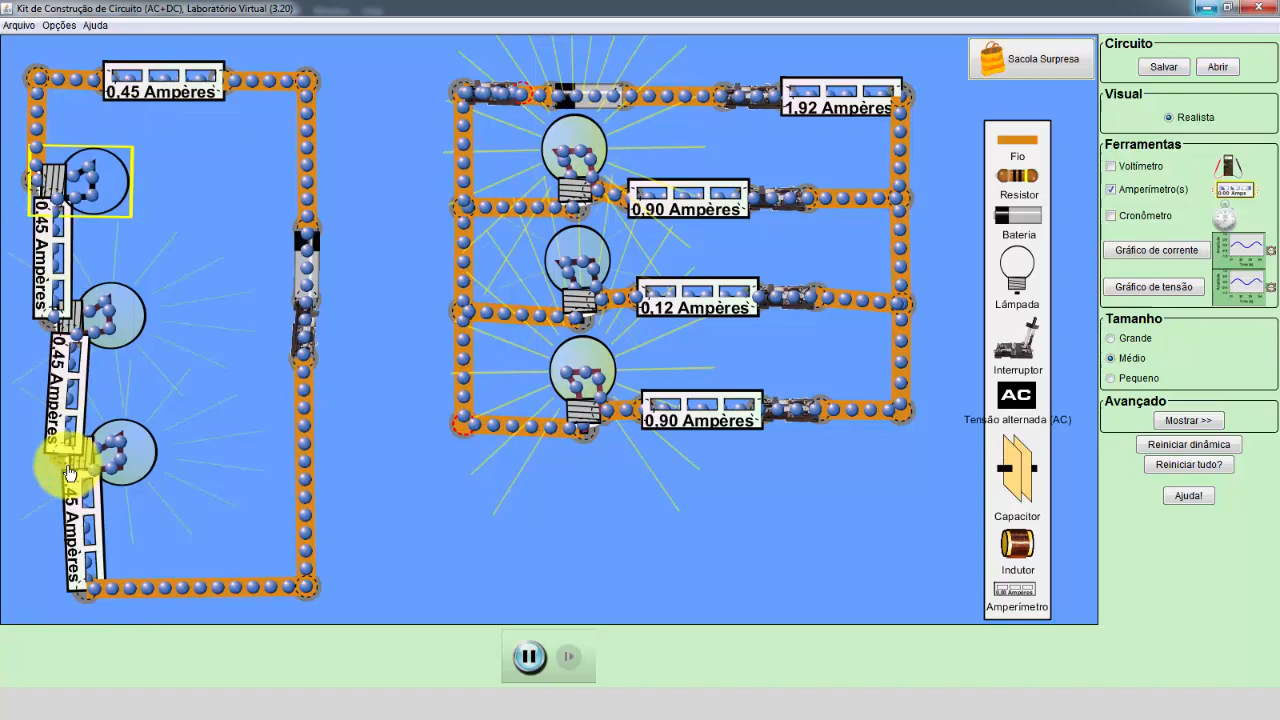 Kit de Construção de Circuito (AC+DC), Laboratório Virtual (3.20)
Arquivo Opções Ajuda
0,45 Ampères
0,45 Ampères
0,45 Ampères
1,92 Ampères
0,90 Ampères
0,12 Ampères
0,90 Ampères
Sacola Surpresa
Fio
Resistor
Bateria
Lâmpada
Interruptor
AC
Tensão alternada (AC)
Capacitor
Indutor
Amperímetro
Circuito
Salvar Abrir
Visual
Realista
Ferramentas
Voltímetro
Amperímetro(s)
Cronômetro
Gráfico de corrente
Gráfico de tensão
Tamanho
Grande
Médio
Pequeno
Avançado
Mostrar >>
Reiniciar dinâmica
Reiniciar tudo?
Ajuda!